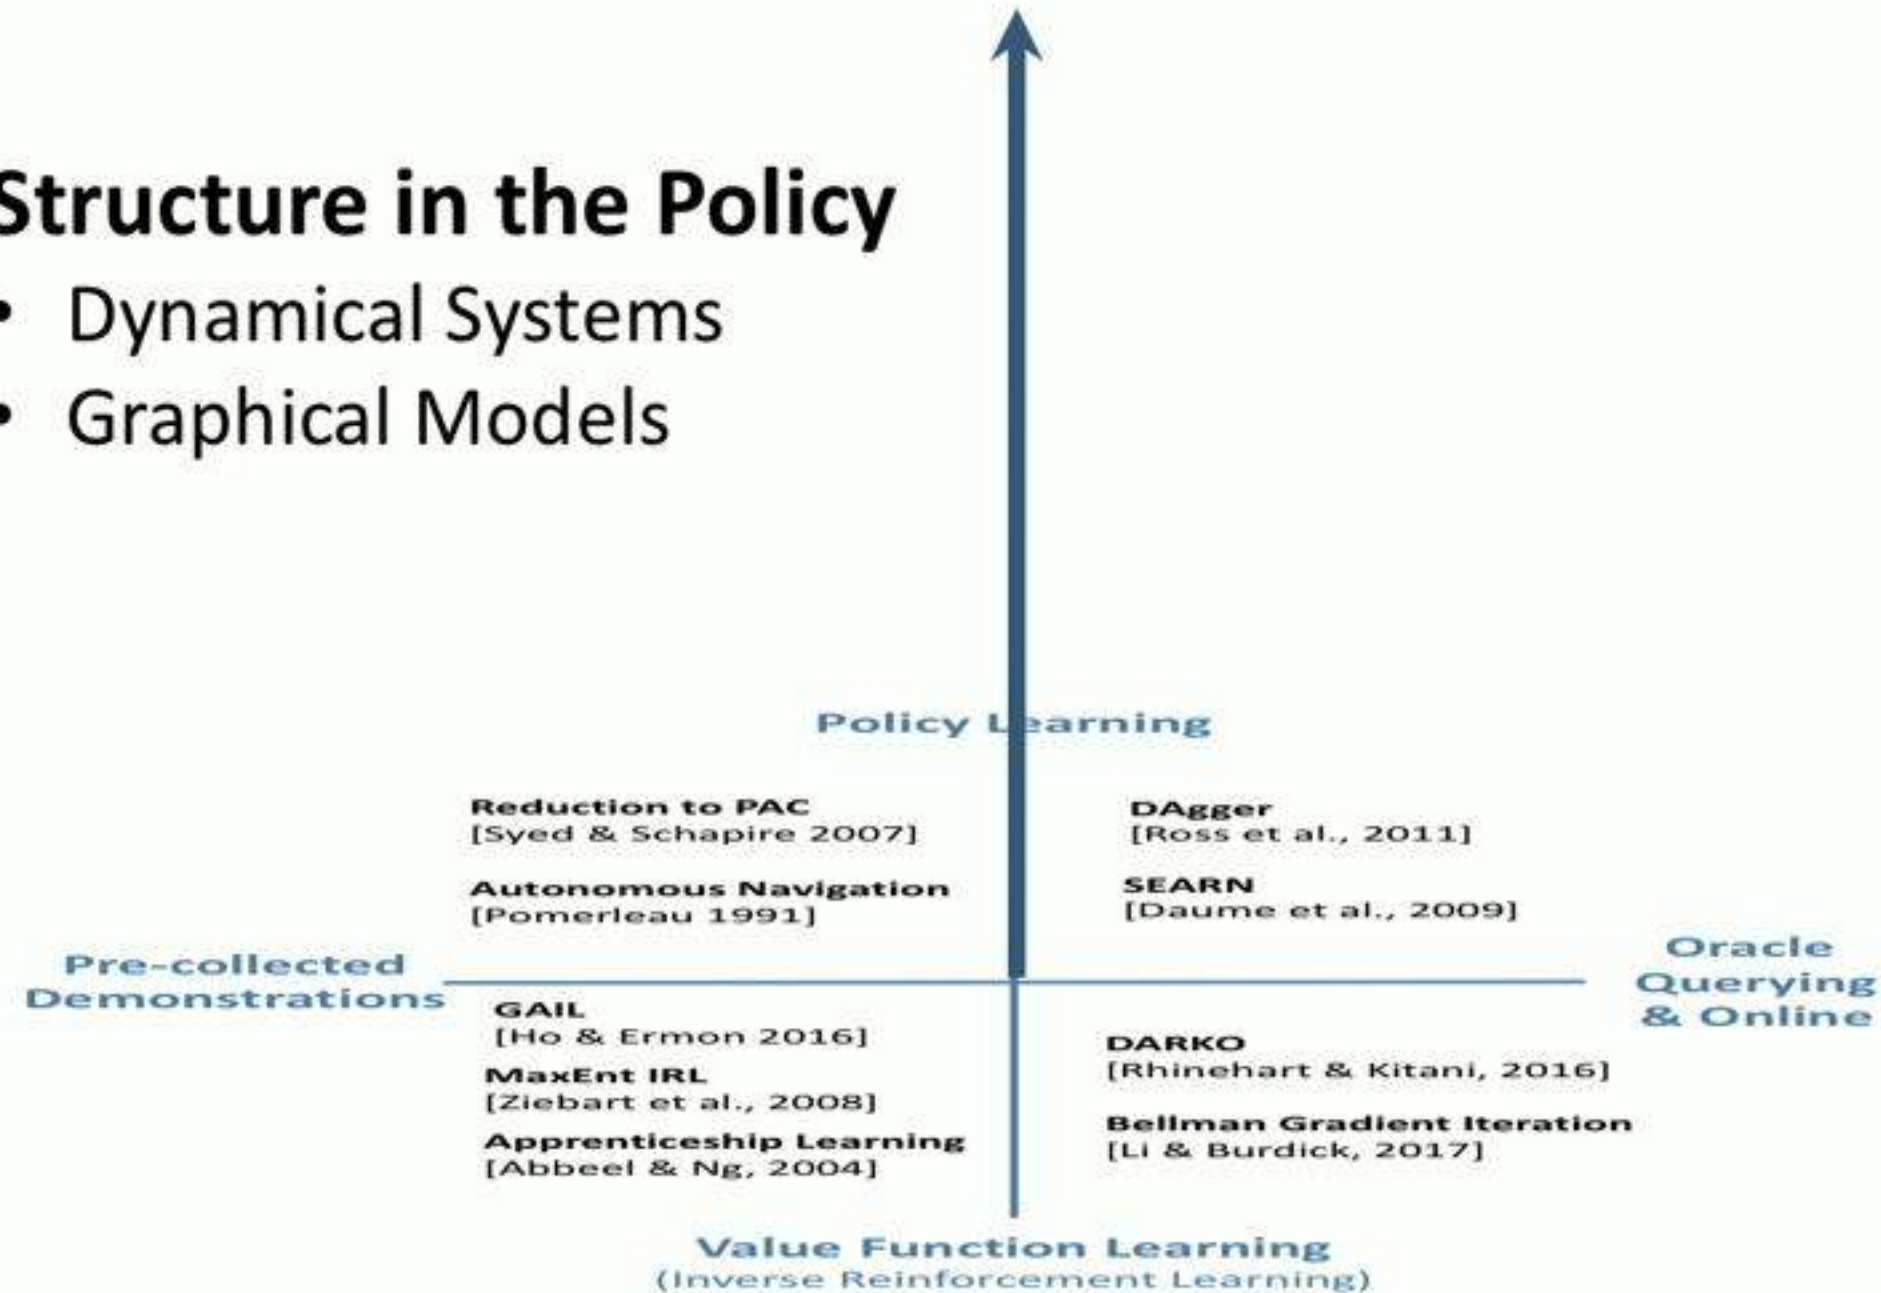 Structure in the Policy
• Dynamical Systems
• Graphical Models
Policy Learning
Reduction to PAC
[Syed & Schapire 2007]
Autonomous Navigation
[Pomerleau 1991]
DAgger
[Ross et al., 2011]
SEARN
[Daume et al., 2009]
Pre-collected
Demonstrations
Oracle
Querying
& Online
GAIL
[Ho & Ermon 2016]
MaxEnt IRL
[Ziebart et al., 2008]
Apprenticeship Learning
[Abbeel & Ng, 2004]
DARKO
[Rhinehart & Kitani, 2016]
Bellman Gradient Iteration
[Li & Burdick, 2017]
Value Function Learning
(Inverse Reinforcement Learning)